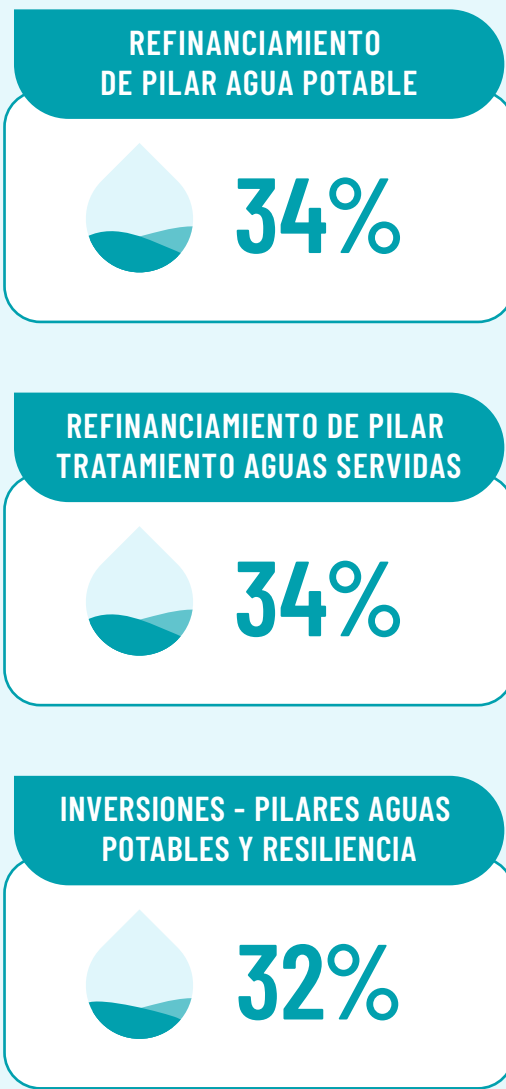 REFINANCIAMIENTO
DE PILAR AGUA POTABLE
34%
REFINANCIAMIENTO DE PILAR
TRATAMIENTO AGUAS SERVIDAS
34%
INVERSIONES - PILARES AGUAS
POTABLES Y RESILIENCIA
32%